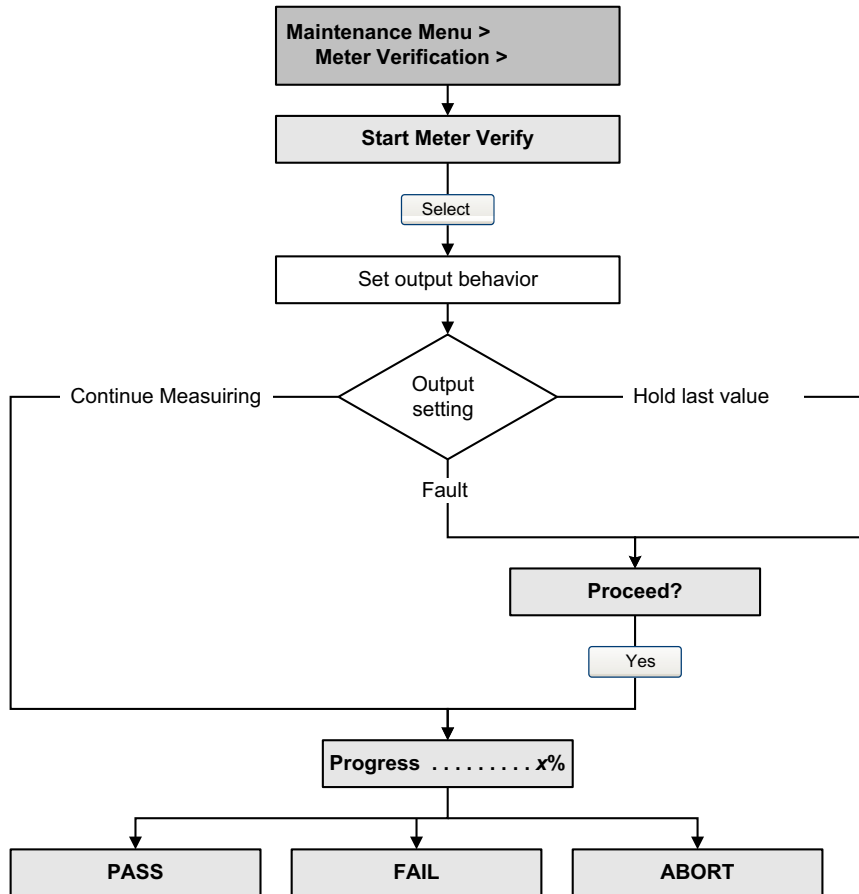 Maintenance Menu >
Meter Verification >
Start Meter Verify
Select
Set output behavior
Output
setting
Continue Measuiring
Hold last value
Fault
Proceed?
Yes
Progress . . . . . . . . . x%
PASS
FAIL
ABORT